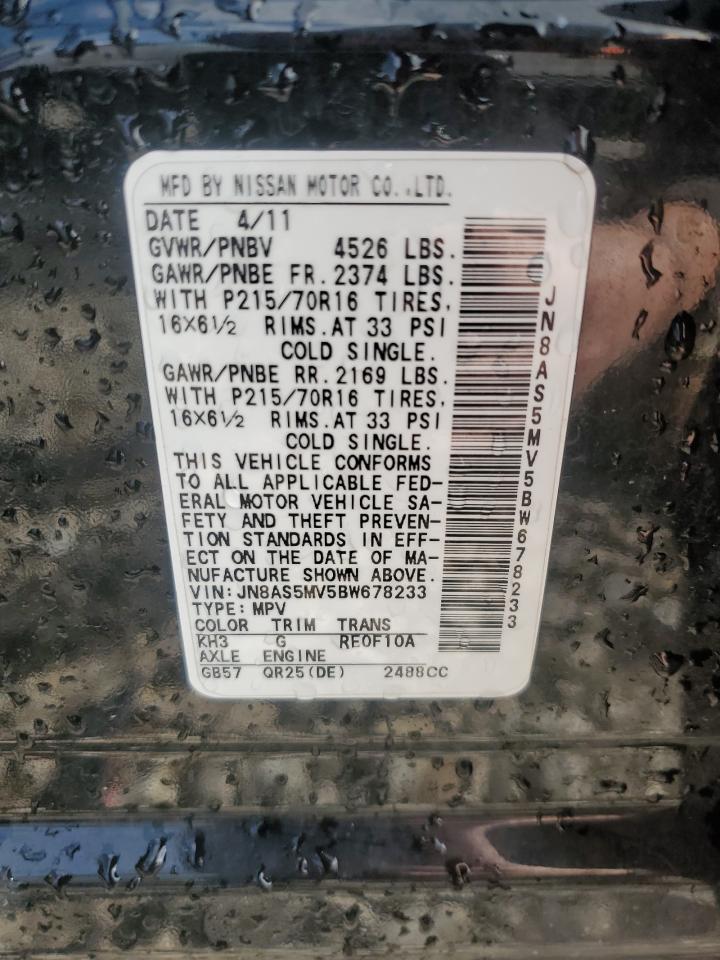 MFD BY NISSAN MOTOR CO.,LTD.
DATE 4/11
GVWR/PNBV 4526 LBS.
GAWR/PNBE FR. 2374 LBS.
WITH P215/70R16 TIRES.
16X6½ RIMS.AT 33 PSI
COLD SINGLE.
GAWR/PNBE RR. 2169 LBS.
WITH P215/70R16 TIRES.
16X6½ RIMS.AT 33 PSI
COLD SINGLE.
THIS VEHICLE CONFORMS
TO ALL APPLICABLE FED-
ERAL MOTOR VEHICLE SA-
FETY AND THEFT PREVEN-
TION STANDARDS IN EFF-
ECT ON THE DATE OF MA-
NUFACTURE SHOWN ABOVE.
VIN:JN8AS5MV5BW678233
TYPE:MPV
COLOR TRIM TRANS
KH3 G RE0F10A
AXLE ENGINE
GB57 QR25(DE) 2488CC
JN8AS5MV5BW678233